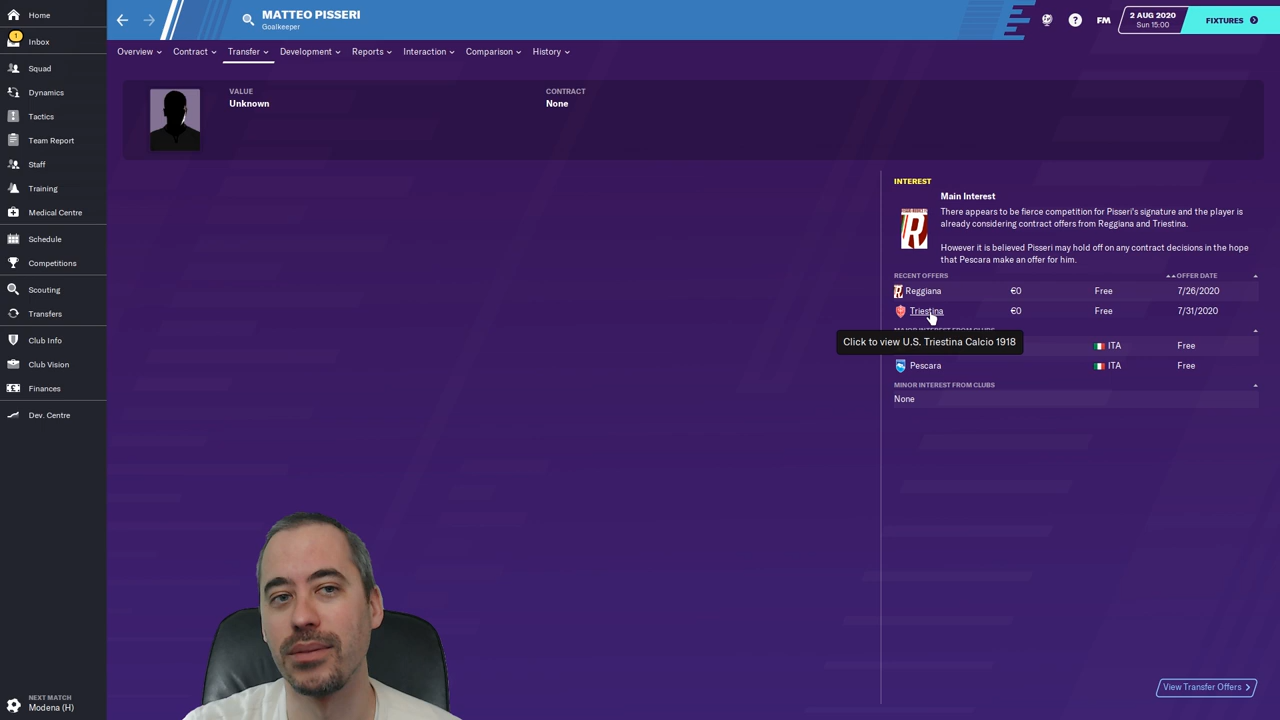 Home
1
Inbox
Squad
Dynamics
Tactics
Team Report
Staff
Training
Medical Centre
Schedule
Competitions
Scouting
Transfers
Club Info
Club Vision
Finances
Dev. Centre
NEXT MATCH
Modena (H)
MATTEO PISSERI
Goalkeeper
?
FM
2 AUG 2020
Sun 15:00
FIXTURES
Overview
Contract
Transfer
Development
Reports
Interaction
Comparison
History
VALUE
Unknown
CONTRACT
None
INTEREST
Main Interest
There appears to be fierce competition for Pisseri's signature and the player is
already considering contract offers from Reggiana and Triestina.
However it is believed Pisseri may hold off on any contract decisions in the hope
that Pescara make an offer for him.
RECENT OFFERS
OFFER DATE
Reggiana €0 Free 7/26/2020
Triestina €0 Free 7/31/2020
Click to view U.S. Triestina Calcio 1918
ITA Free
Pescara ITA Free
MINOR INTEREST FROM CLUBS
None
View Transfer Offers